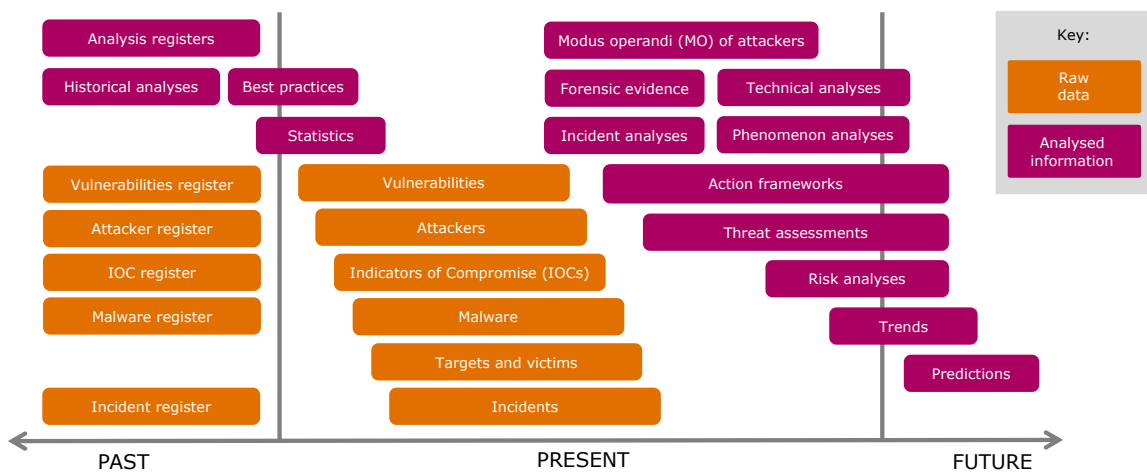 Analysis registers
Modus operandi (MO) of attackers
Key:
Historical analyses
Best practices
Forensic evidence
Technical analyses
Raw
data
Statistics
Incident analyses
Phenomenon analyses
Analysed
information
Vulnerabilities register
Vulnerabilities
Action frameworks
Attacker register
Attackers
Threat assessments
IOC register
Indicators of Compromise (IOCs)
Risk analyses
Malware register
Malware
Trends
Targets and victims
Predictions
Incident register
Incidents
PAST
PRESENT
FUTURE